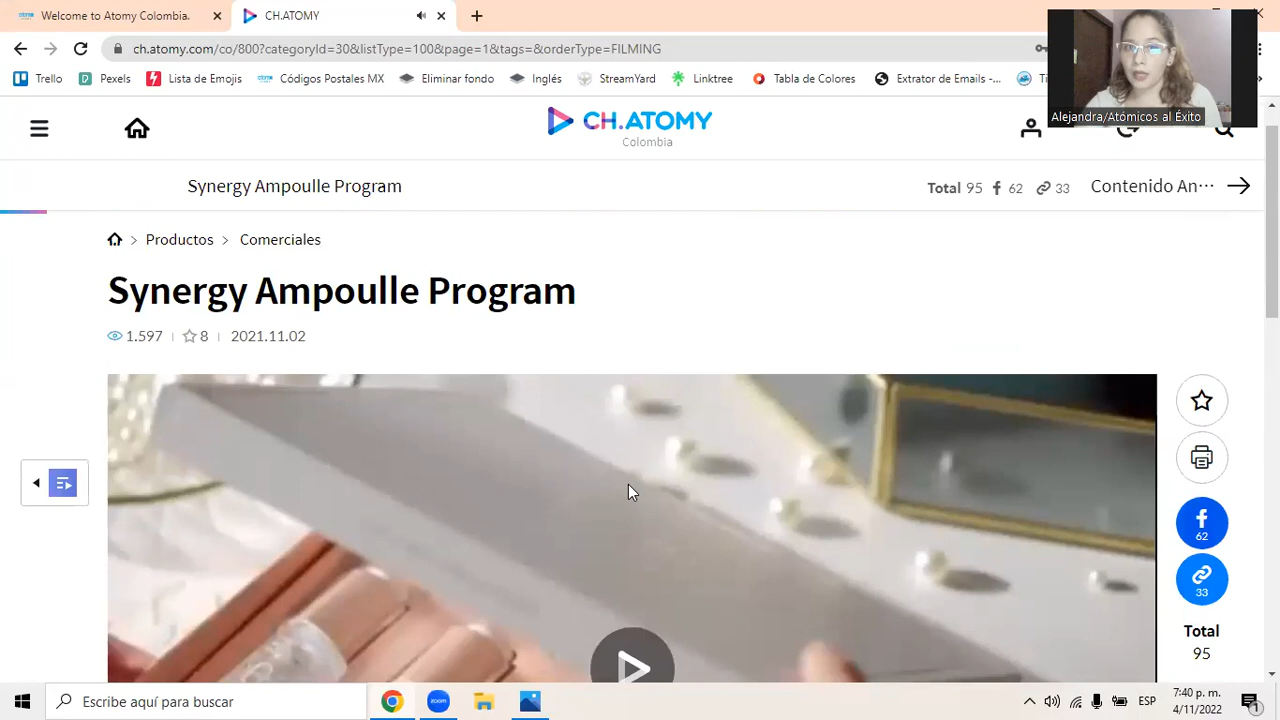 Welcome to Atomy Colombia.
CH.ATOMY
ch.atomy.com/co/800?categoryId=30&listType=100&page=1&tags=&orderType=FILMING
Trello
Pexels
Lista de Emojis
Códigos Postales MX
Eliminar fondo
Inglés
StreamYard
Linktree
Tabla de Colores
Extrator de Emails -...
Alejandra/Atómicos al Éxito
CH.ATOMY
Colombia
Synergy Ampoulle Program
Total 95 62 33 Contenido An···
Productos > Comerciales
Synergy Ampoulle Program
1.597 8 2021.11.02
62
33
Total
95
Escribe aquí para buscar
zoom
ESP
7:40 p. m.
4/11/2022
1